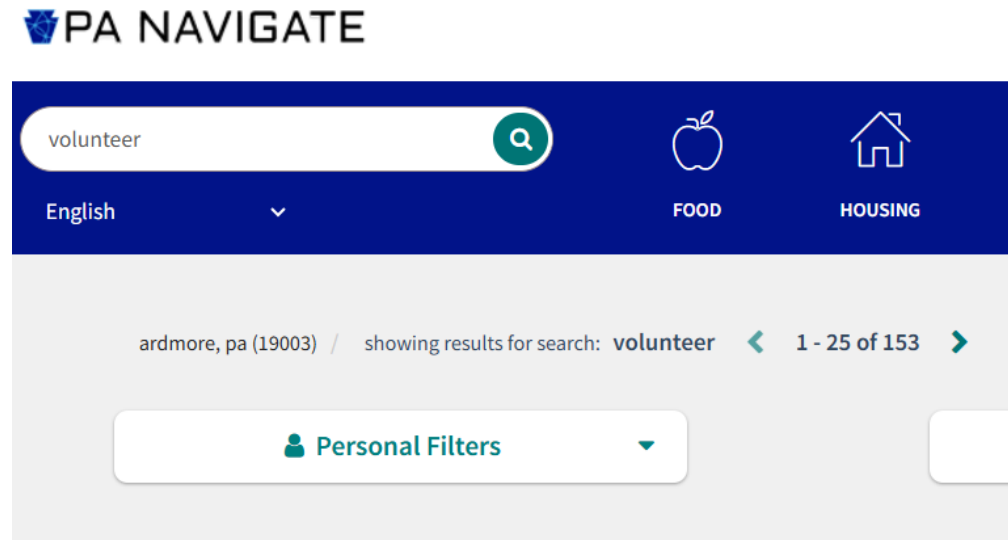 PA NAVIGATE
volunteer
English
FOOD
HOUSING
ardmore, pa (19003) / showing results for search: volunteer 1 - 25 of 153
Personal Filters